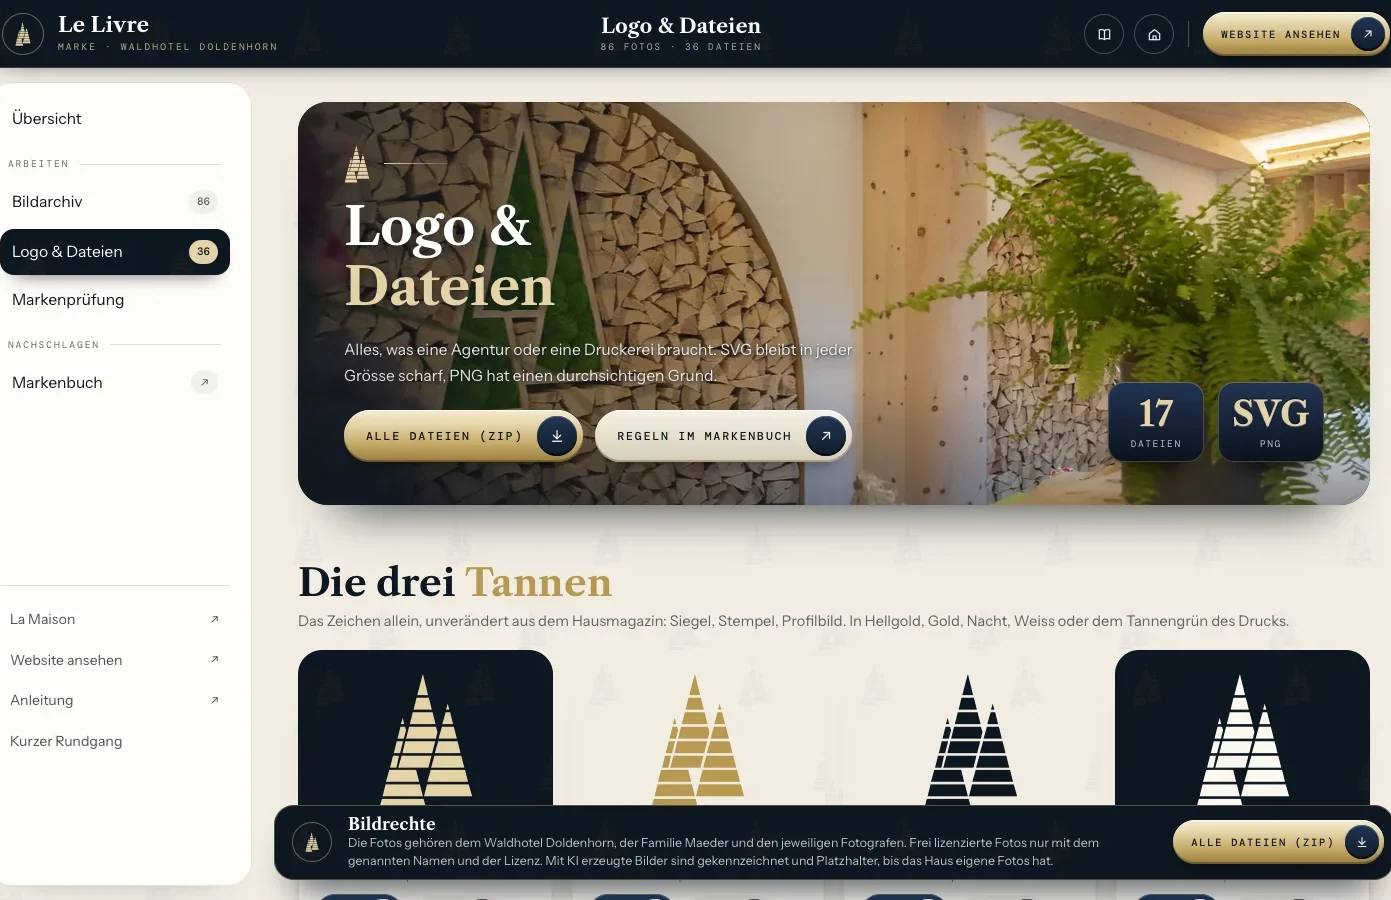 Le Livre
MARKE · WALDHOTEL DOLDENHORN
Logo & Dateien
86 FOTOS · 36 DATEIEN
WEBSITE ANSEHEN
Übersicht
ARBEITEN
Bildarchiv 86
Logo & Dateien 36
Markenprüfung
NACHSCHLAGEN
Markenbuch
La Maison
Website ansehen
Anleitung
Kurzer Rundgang
Logo &
Dateien
Alles, was eine Agentur oder eine Druckerei braucht. SVG bleibt in jeder
Grösse scharf, PNG hat einen durchsichtigen Grund.
ALLE DATEIEN (ZIP)
REGELN IM MARKENBUCH
17
DATEIEN
SVG
PNG
Die drei Tannen
Das Zeichen allein, unverändert aus dem Hausmagazin: Siegel, Stempel, Profilbild. In Hellgold, Gold, Nacht, Weiss oder dem Tannengrün des Drucks.
Bildrechte
Die Fotos gehören dem Waldhotel Doldenhorn, der Familie Maeder und den jeweiligen Fotografen. Frei lizenzierte Fotos nur mit dem
genannten Namen und der Lizenz. Mit KI erzeugte Bilder sind gekennzeichnet und Platzhalter, bis das Haus eigene Fotos hat.
ALLE DATEIEN (ZIP)